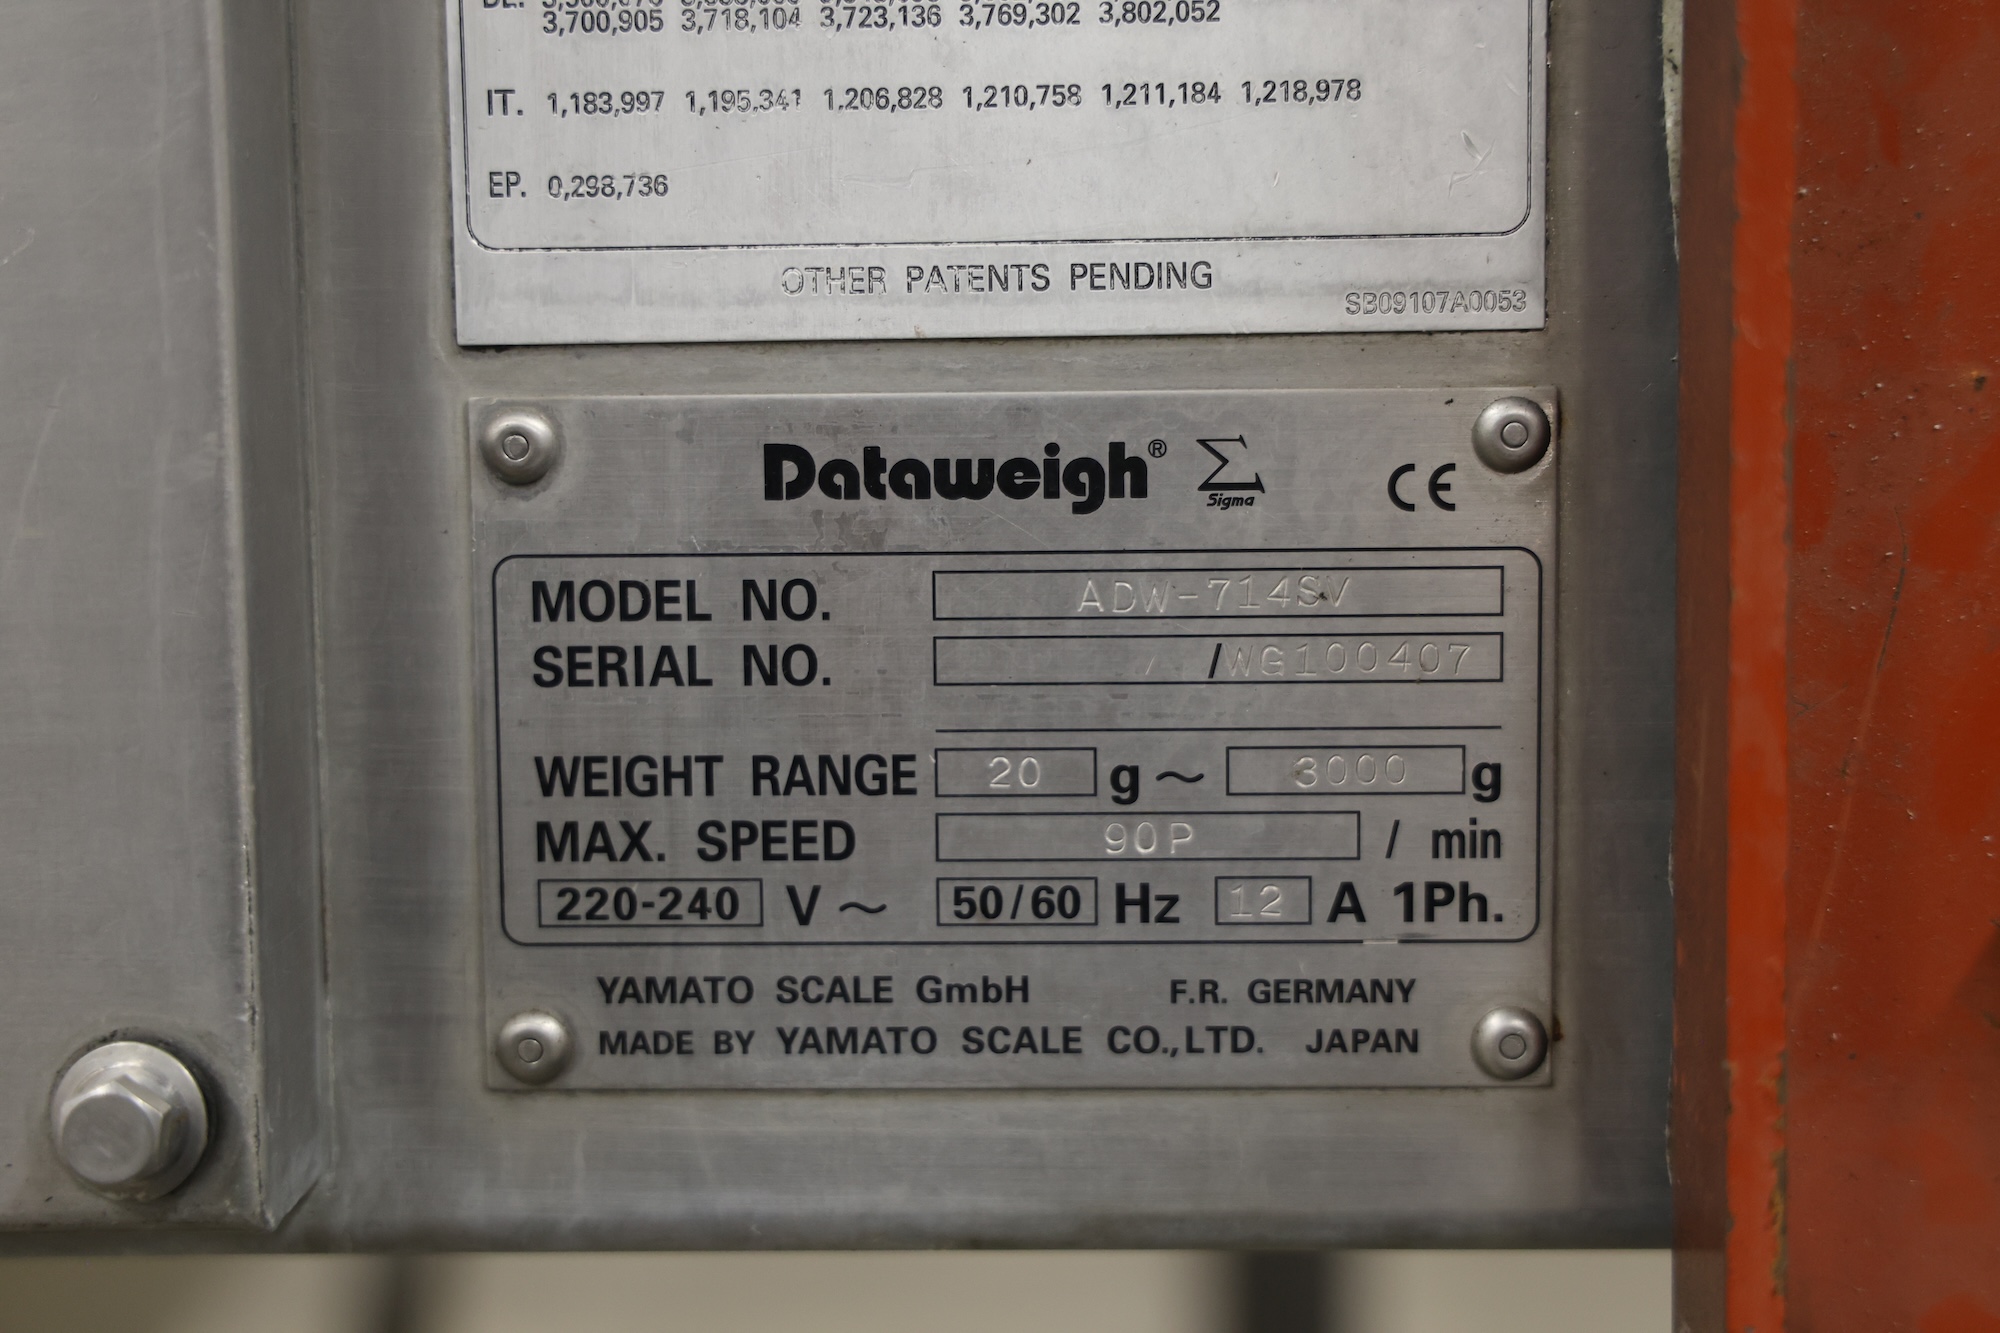 3,700,905 3,718,104 3,723,136 3,769,302 3,802,052
IT. 1,183,997 1,195,341 1,206,828 1,210,758 1,211,184 1,218,978
EP. 0,298,736
OTHER PATENTS PENDING
SB09107A0053
Dataweigh® Σ Sigma CE
MODEL NO. ADW-714SV
SERIAL NO. / /WG100407
WEIGHT RANGE 20 g ~ 3000 g
MAX. SPEED 90P / min
220-240 V ~ 50/60 Hz 12 A 1Ph.
YAMATO SCALE GmbH F.R. GERMANY
MADE BY YAMATO SCALE CO.,LTD. JAPAN